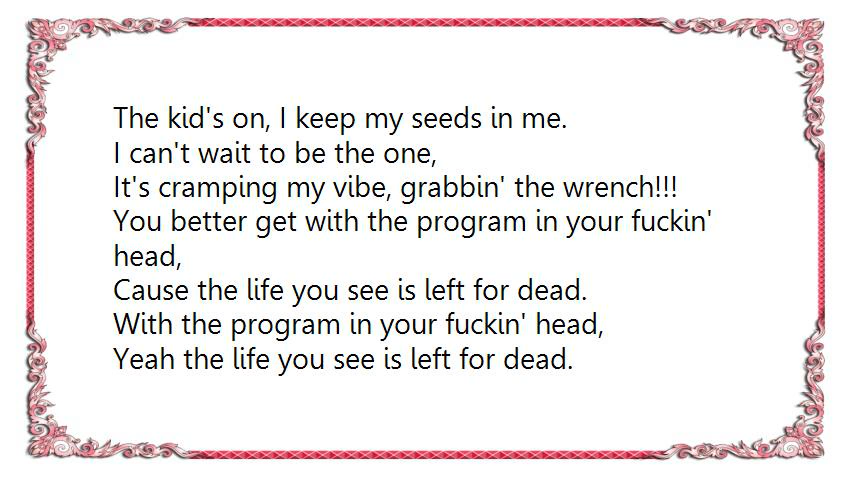 The kid's on, I keep my seeds in me.
I can't wait to be the one,
It's cramping my vibe, grabbin' the wrench!!!
You better get with the program in your fuckin'
head,
Cause the life you see is left for dead.
With the program in your fuckin' head,
Yeah the life you see is left for dead.